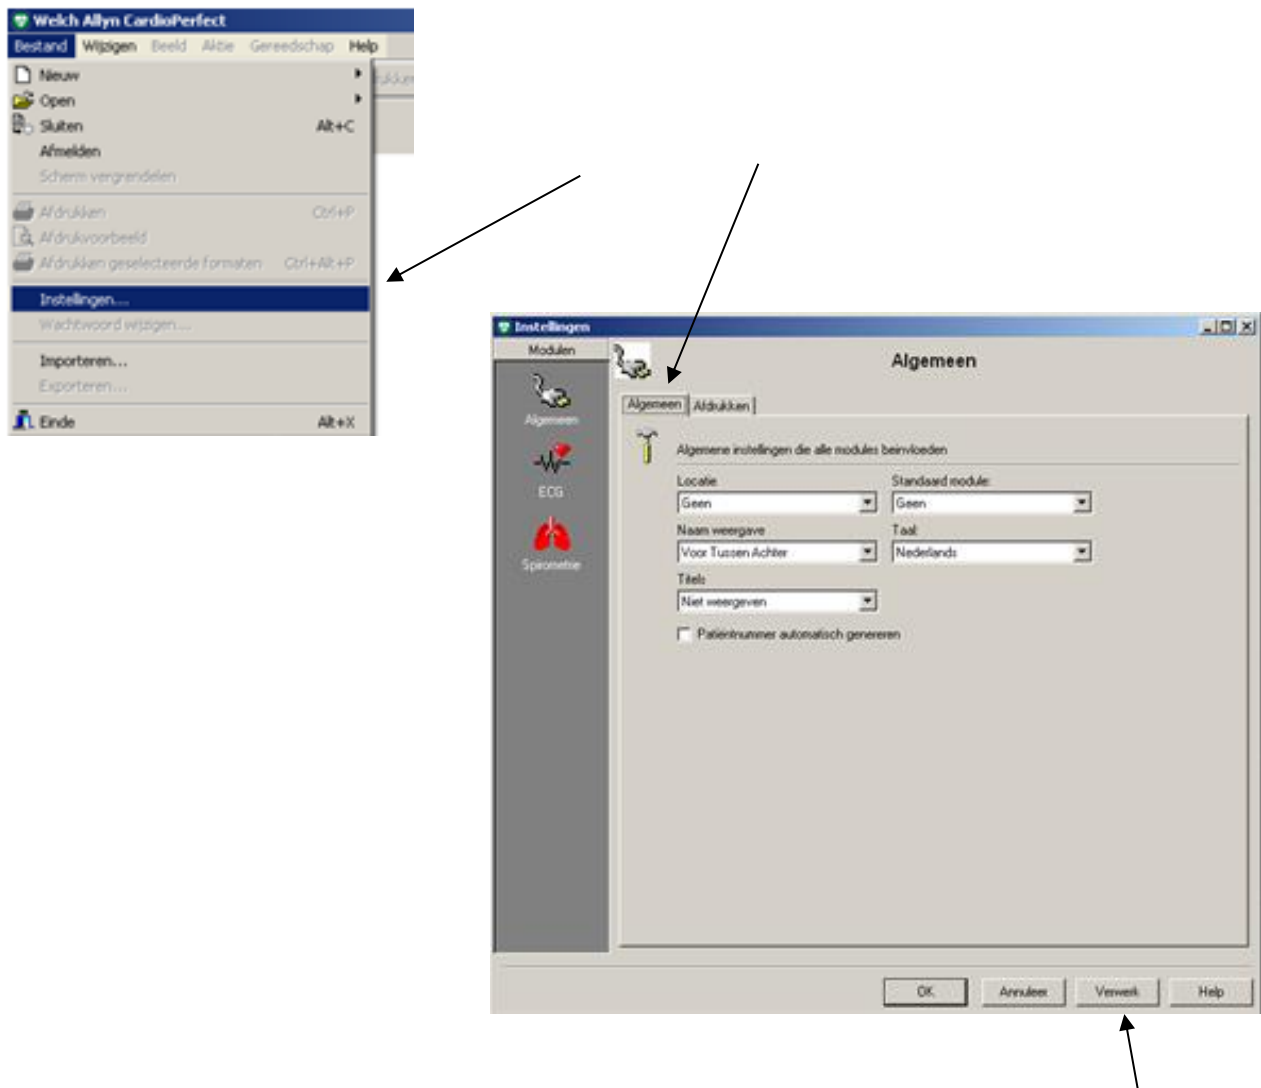 Welch Allyn CardioPerfect
Bestand Wijzigen Beeld Aktie Gereedschap Help
Nieuw
Open
Sluiten Alt+C
Afmelden
Scherm vergrendelen
Afdrukken Ctrl+P
Afdrukvoorbeeld
Afdrukken geselecteerde formaten Ctrl+Alt+P
Instellingen...
Wachtwoord wijzigen...
Importeren...
Exporteren...
Einde Alt+X
Instellingen
Modulen
Algemeen
ECG
Spirometrie
Algemeen
Algemeen Afdrukken
Algemene instellingen die alle modules beinvloeden
Locatie Standaard module:
Geen Geen
Naam weergave Taal:
Voor Tussen Achter Nederlands
Titels
Niet weergeven
Patiëntnummer automatisch genereren
OK Annuleer Verwerk Help